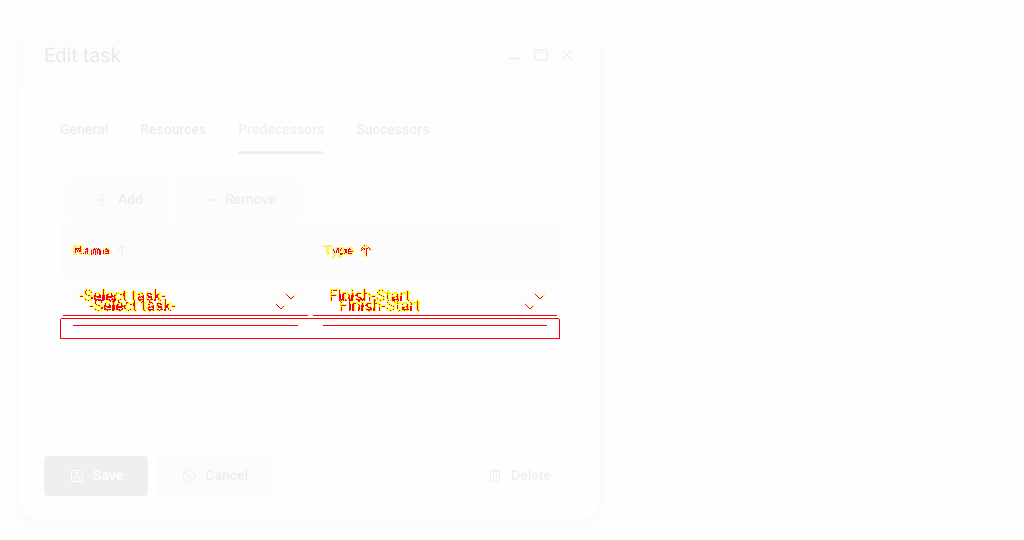 Edit task
General Resources Predecessors Successors
Add Remove
Name Type
-Select task- Finish-Start
-Select task- Finish-Start
Save Cancel Delete